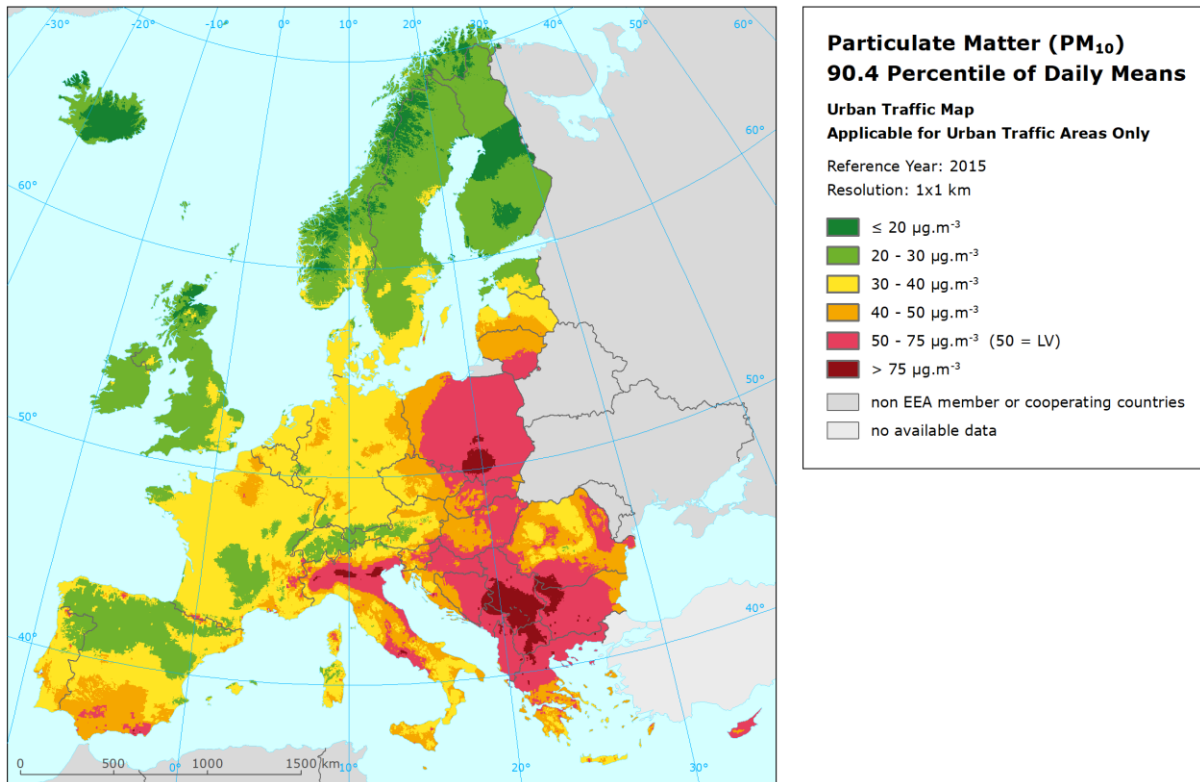 -30° -20° -10° 0° 10° 20° 30° 40° 50° 60°
60°
50°
40°
60°
50°
40°
0° 10° 20° 30°
0 500 1000 1500 km
Particulate Matter (PM₁₀)
90.4 Percentile of Daily Means
Urban Traffic Map
Applicable for Urban Traffic Areas Only
Reference Year: 2015
Resolution: 1x1 km
≤ 20 µg.m⁻³
20 - 30 µg.m⁻³
30 - 40 µg.m⁻³
40 - 50 µg.m⁻³
50 - 75 µg.m⁻³ (50 = LV)
> 75 µg.m⁻³
non EEA member or cooperating countries
no available data